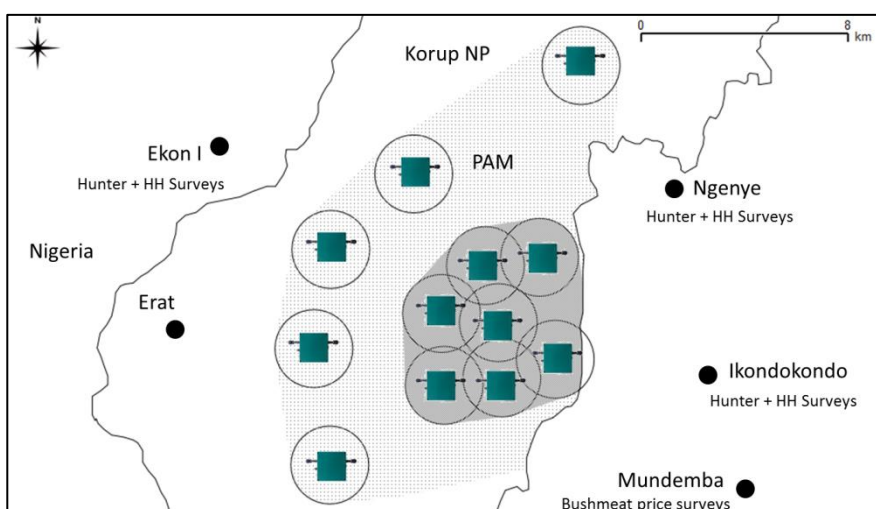 N
Korup NP
0
8
km
Ekon I
Hunter + HH Surveys
PAM
Ngenye
Hunter + HH Surveys
Nigeria
Erat
Ikondokondo
Hunter + HH Surveys
Mundemba
Bushmeat price surveys